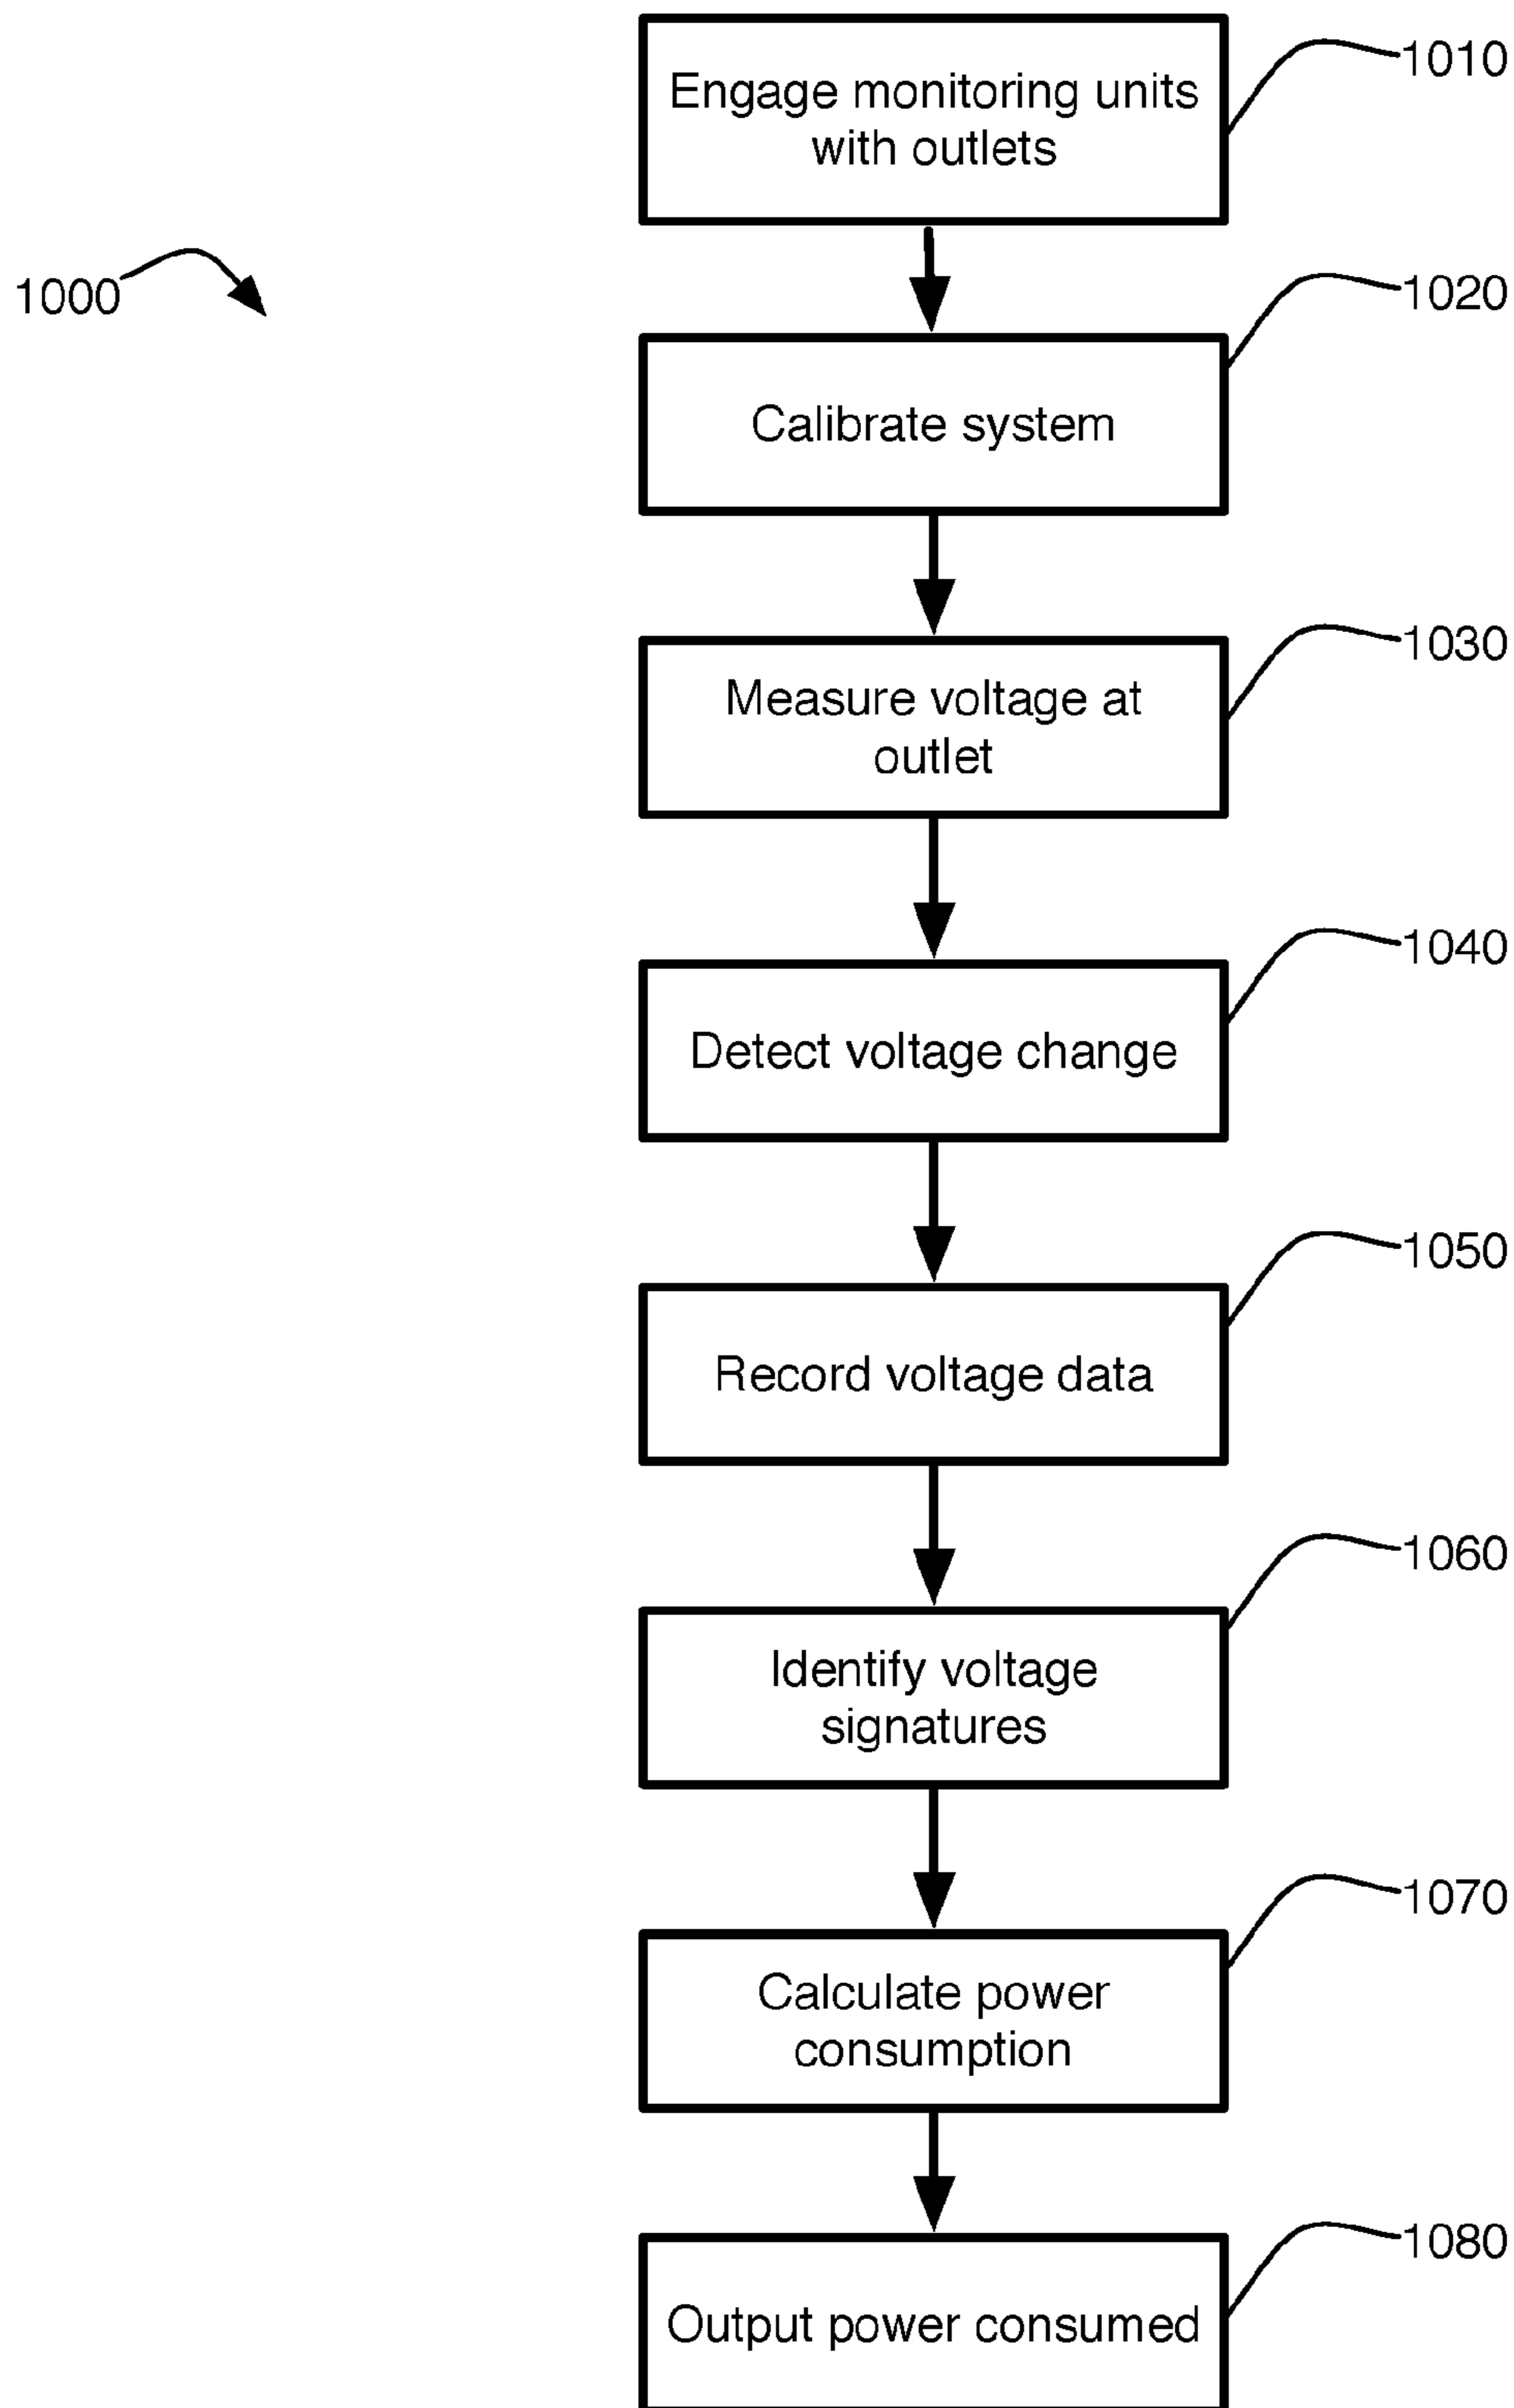 Engage monitoring units
with outlets
1010
1000
1020
Calibrate system
1030
Measure voltage at
outlet
1040
Detect voltage change
1050
Record voltage data
1060
Identify voltage
signatures
1070
Calculate power
consumption
1080
Output power consumed